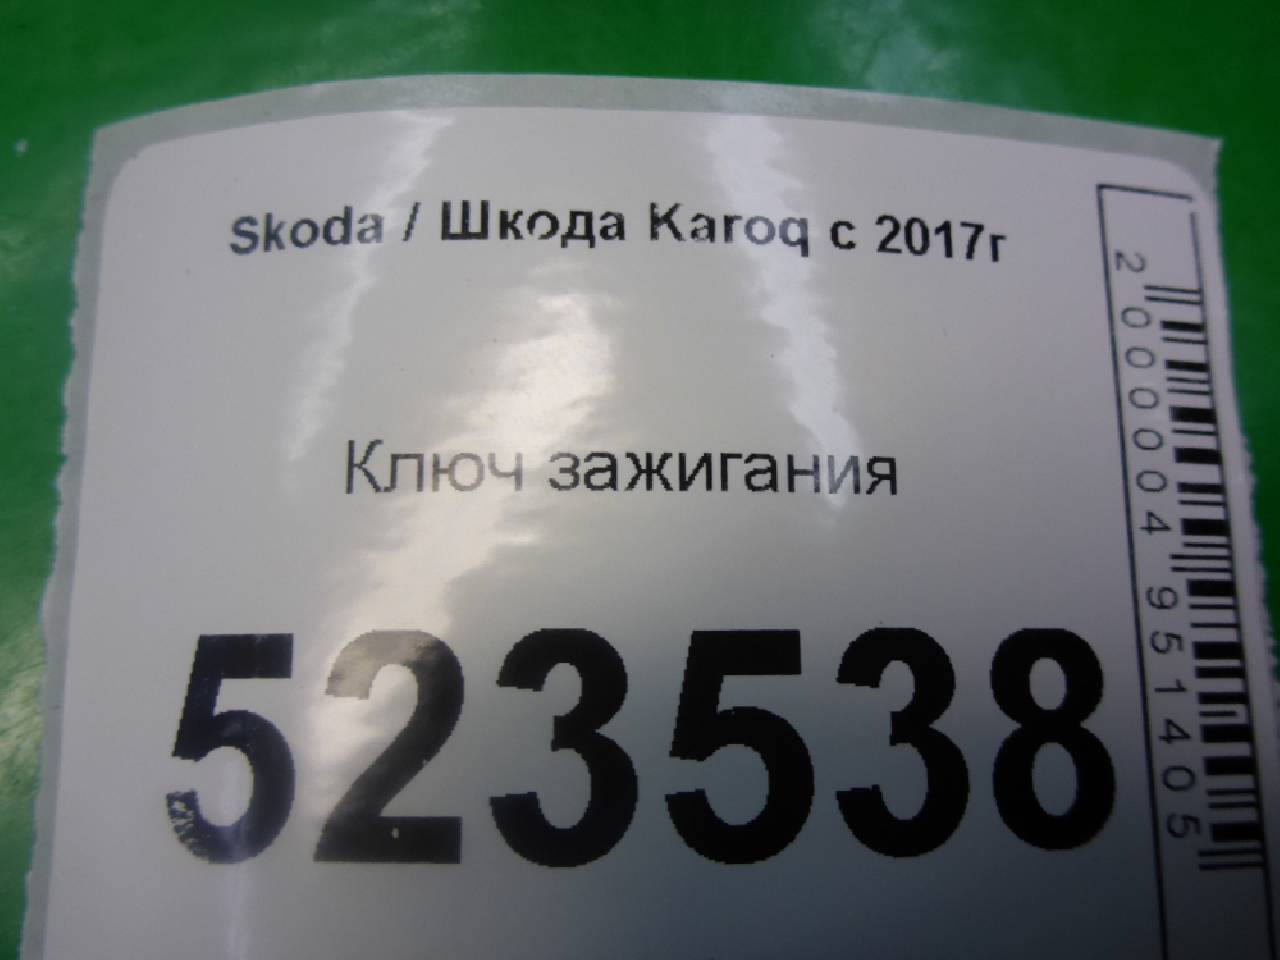 Skoda / Шкода Karoq с 2017г
Ключ зажигания
523538
2000004951405